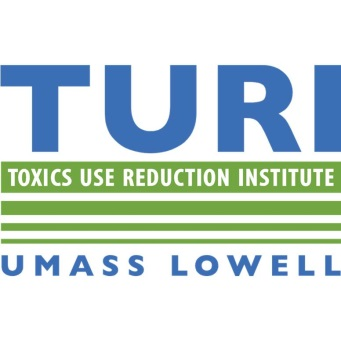 TURI
TOXICS USE REDUCTION INSTITUTE
UMASS LOWELL